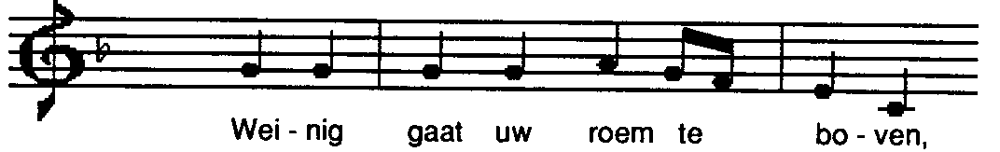 Wei - nig gaat uw roem te bo - ven,